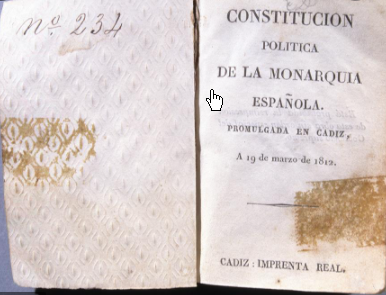 nº 234
CONSTITUCION
POLITICA
DE LA MONARQUIA
ESPAÑOLA.
PROMULGADA EN CADIZ,
A 19 de marzo de 1812.
CADIZ: IMPRENTA REAL.